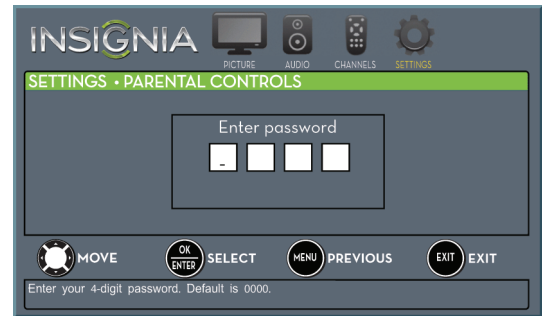 INSIGNIA
PICTURE AUDIO CHANNELS SETTINGS
SETTINGS • PARENTAL CONTROLS
Enter password
_
MOVE OK ENTER SELECT MENU PREVIOUS EXIT EXIT
Enter your 4-digit password. Default is 0000.